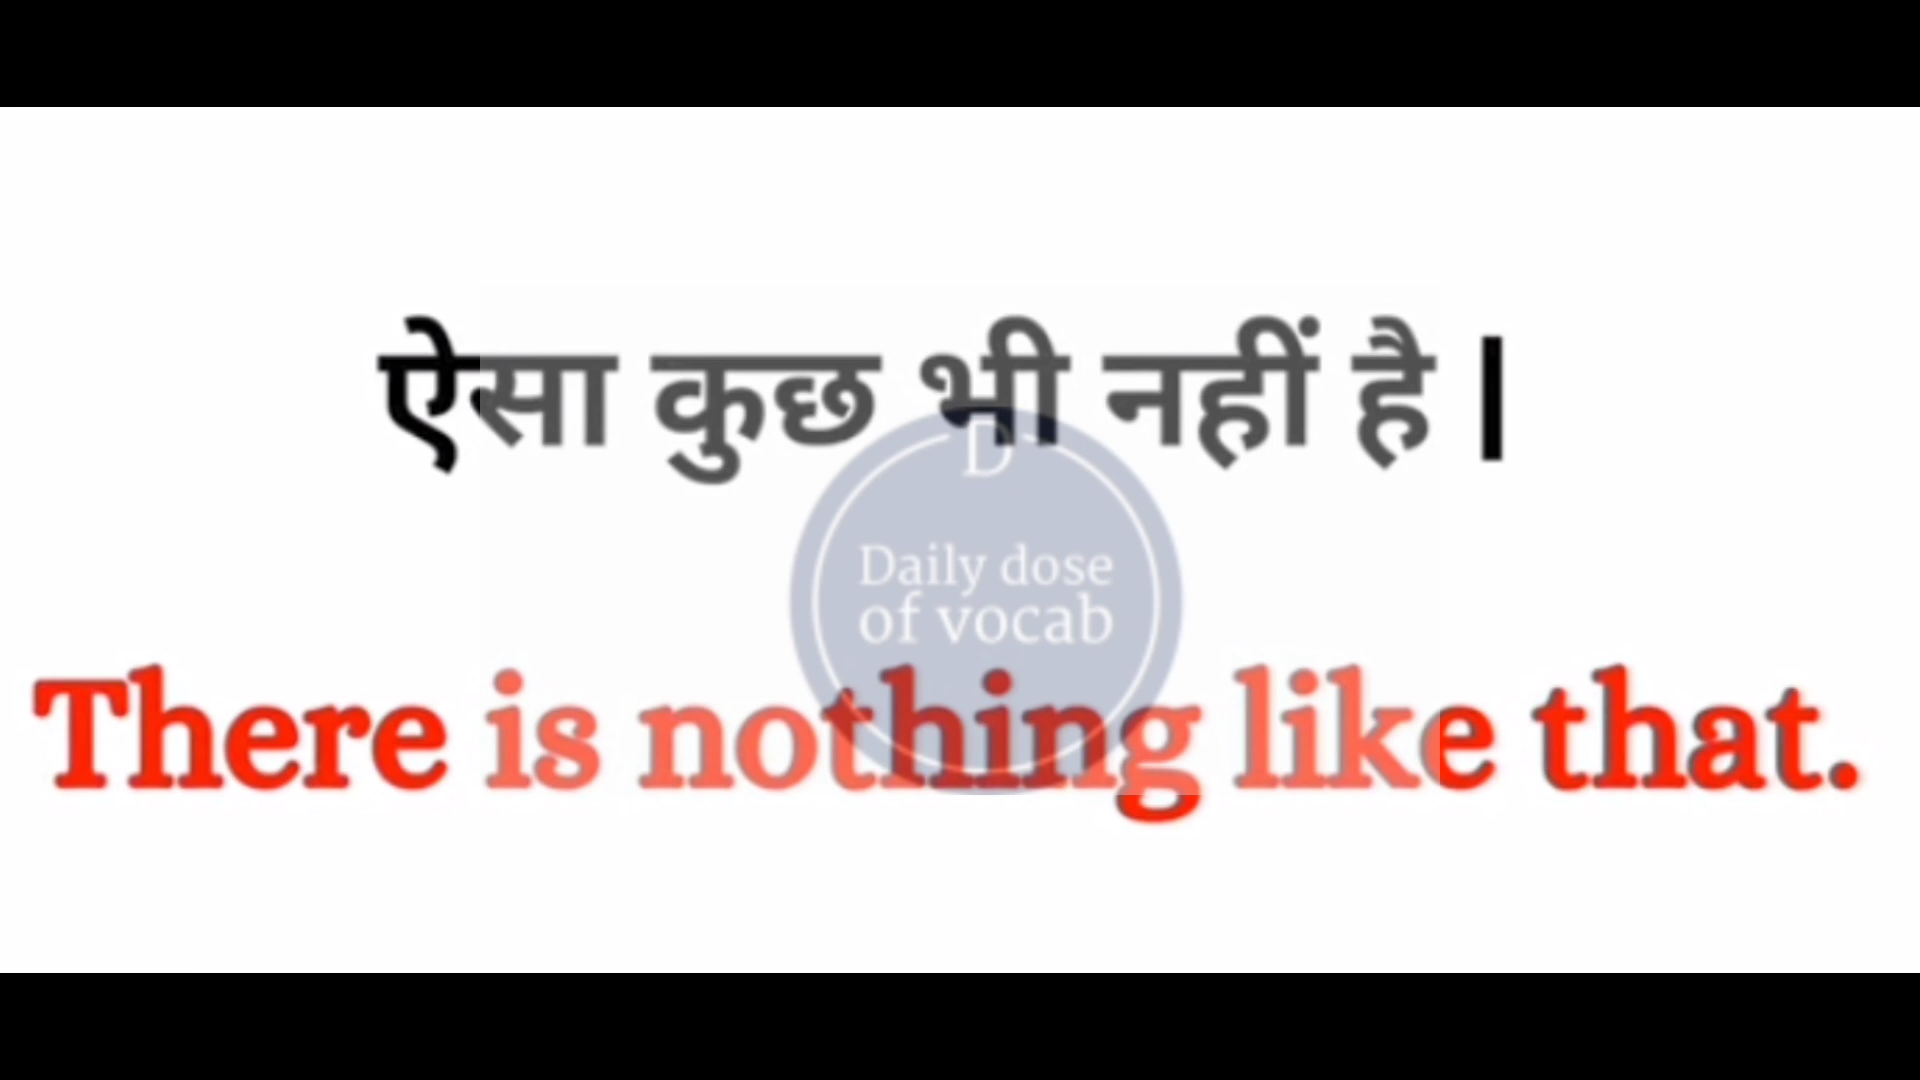 ऐसा कुछ भी नहीं है |
D
Daily dose
of vocab
There is nothing like that.